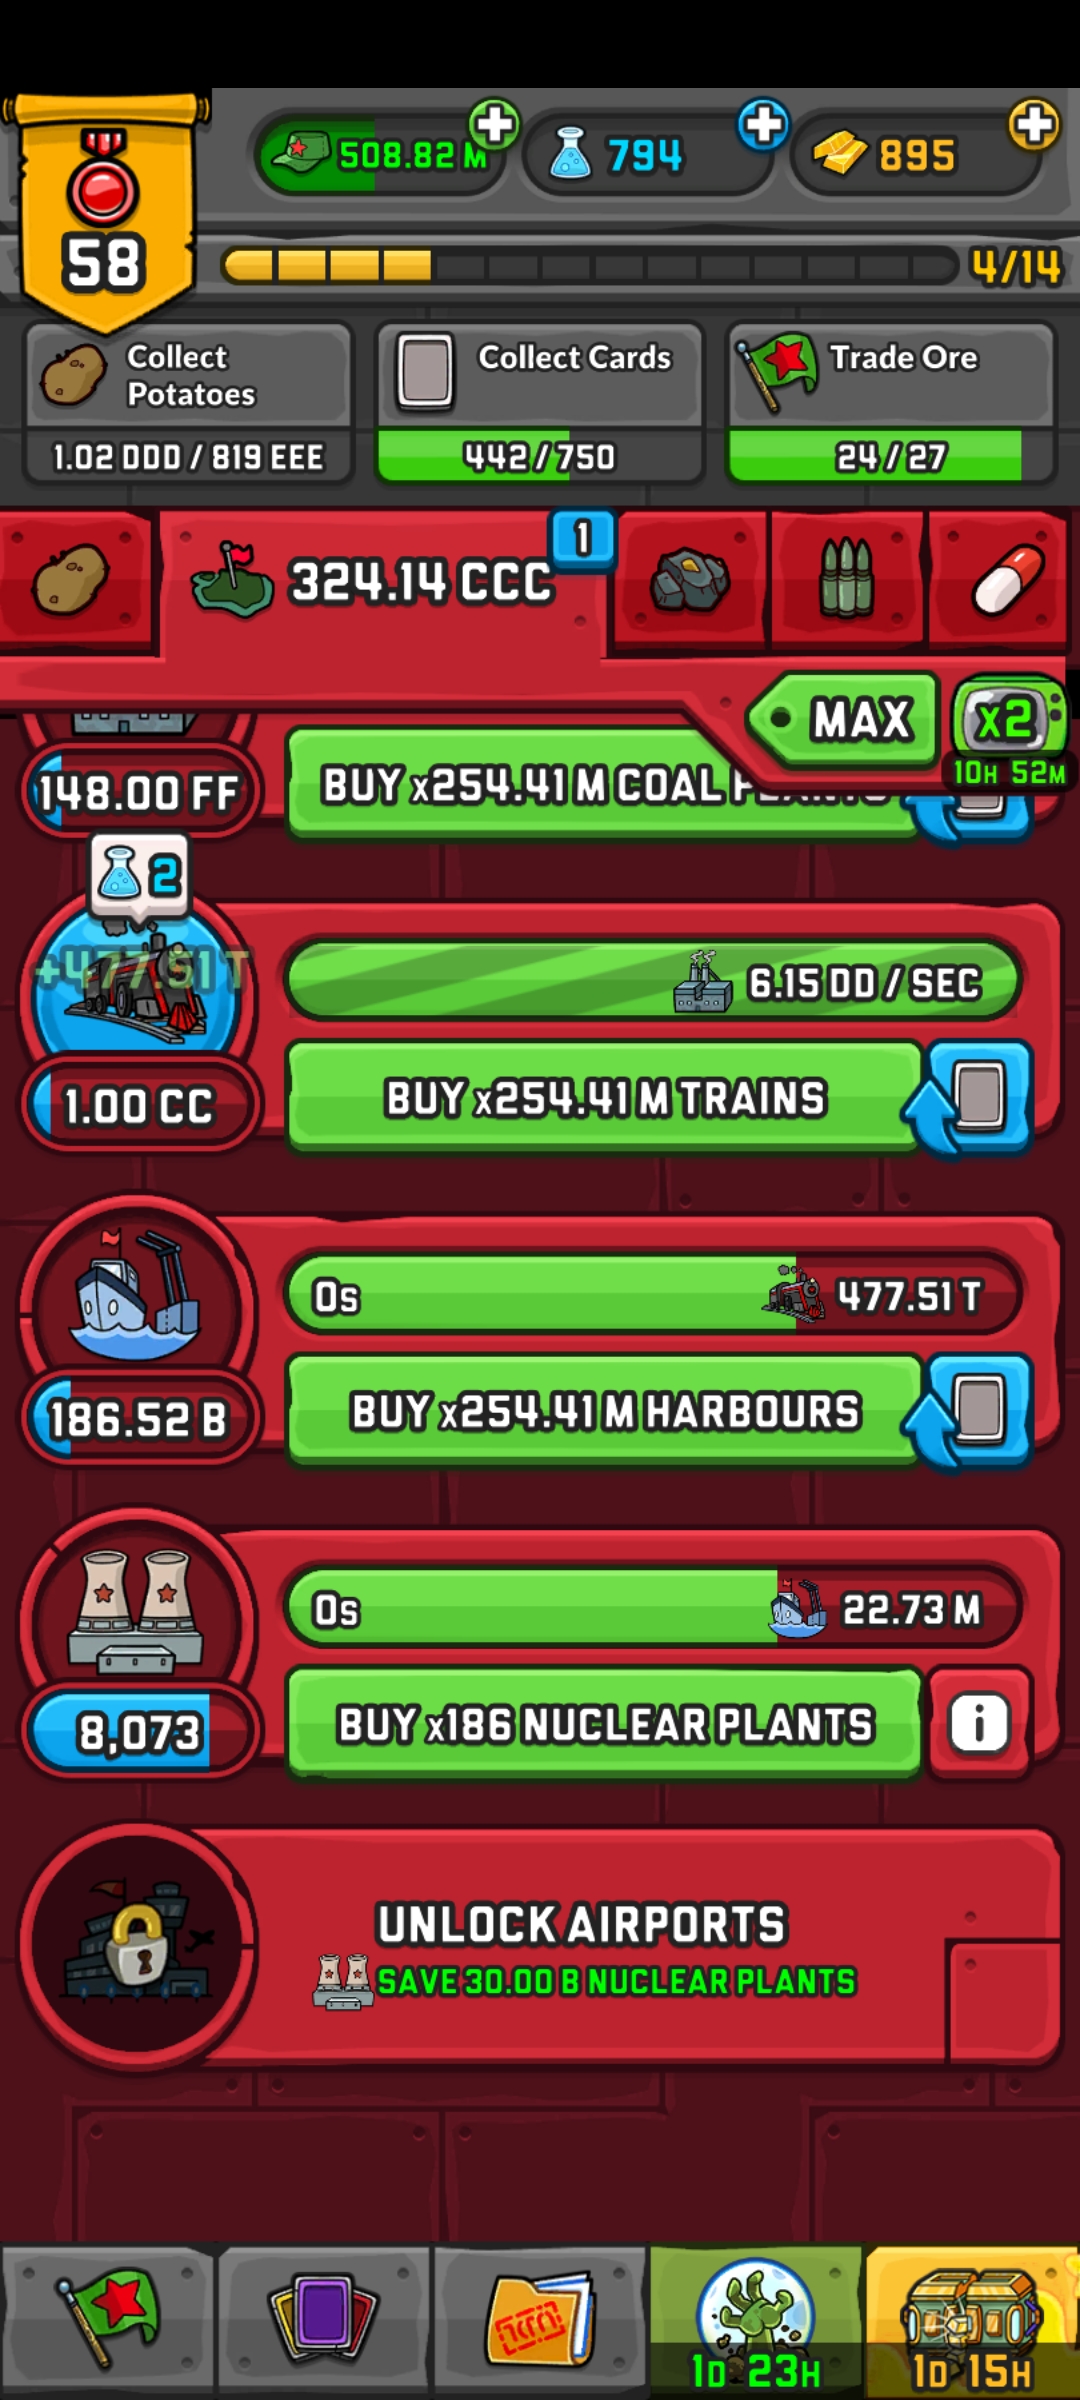 508.82 M
794
895
58
4/14
Collect
Potatoes
Collect Cards
Trade Ore
1.02 DDD / 819 EEE
442/750
24/27
324.14 CCC
1
MAX
x2
10H 52M
148.00 FF
BUY x254.41 M COAL PLANTS
2
+477.51 T
6.15 DD / SEC
1.00 CC
BUY x254.41 M TRAINS
0s
477.51 T
186.52 B
BUY x254.41 M HARBOURS
0s
22.73 M
8,073
BUY x186 NUCLEAR PLANTS
i
UNLOCK AIRPORTS
SAVE 30.00 B NUCLEAR PLANTS
1D 23H
1D 15H